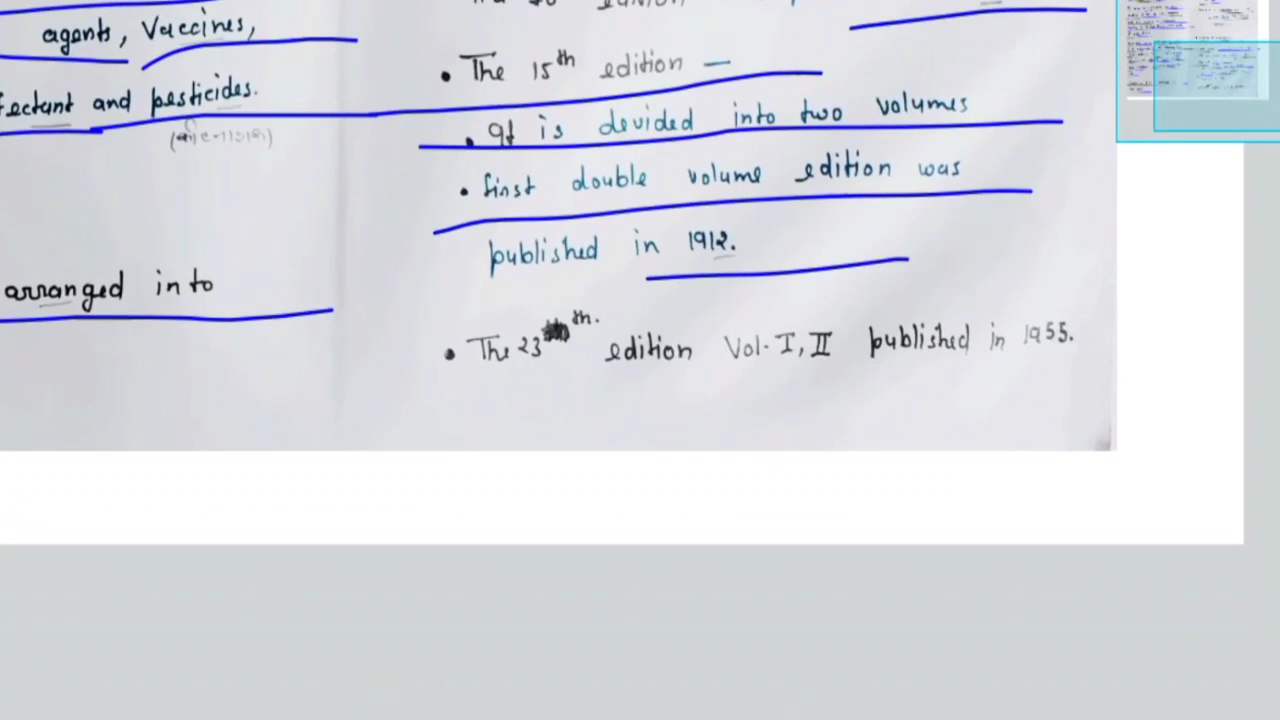 agents, Vaccines,
fectant and pesticides.
arranged into
edition
• The 15th edition —
• It is devided into two volumes
• first double volume edition was
published in 1912.
• The 23th. edition Vol-I, II published in 1955.